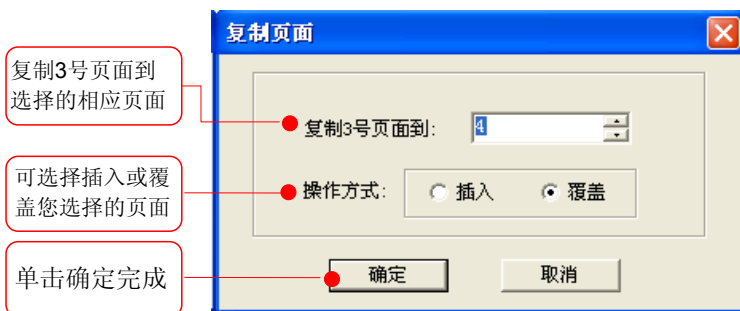 复制页面
复制3号页面到
选择的相应页面
复制3号页面到:
4
可选择插入或覆
盖您选择的页面
操作方式:
插入
覆盖
单击确定完成
确定
取消